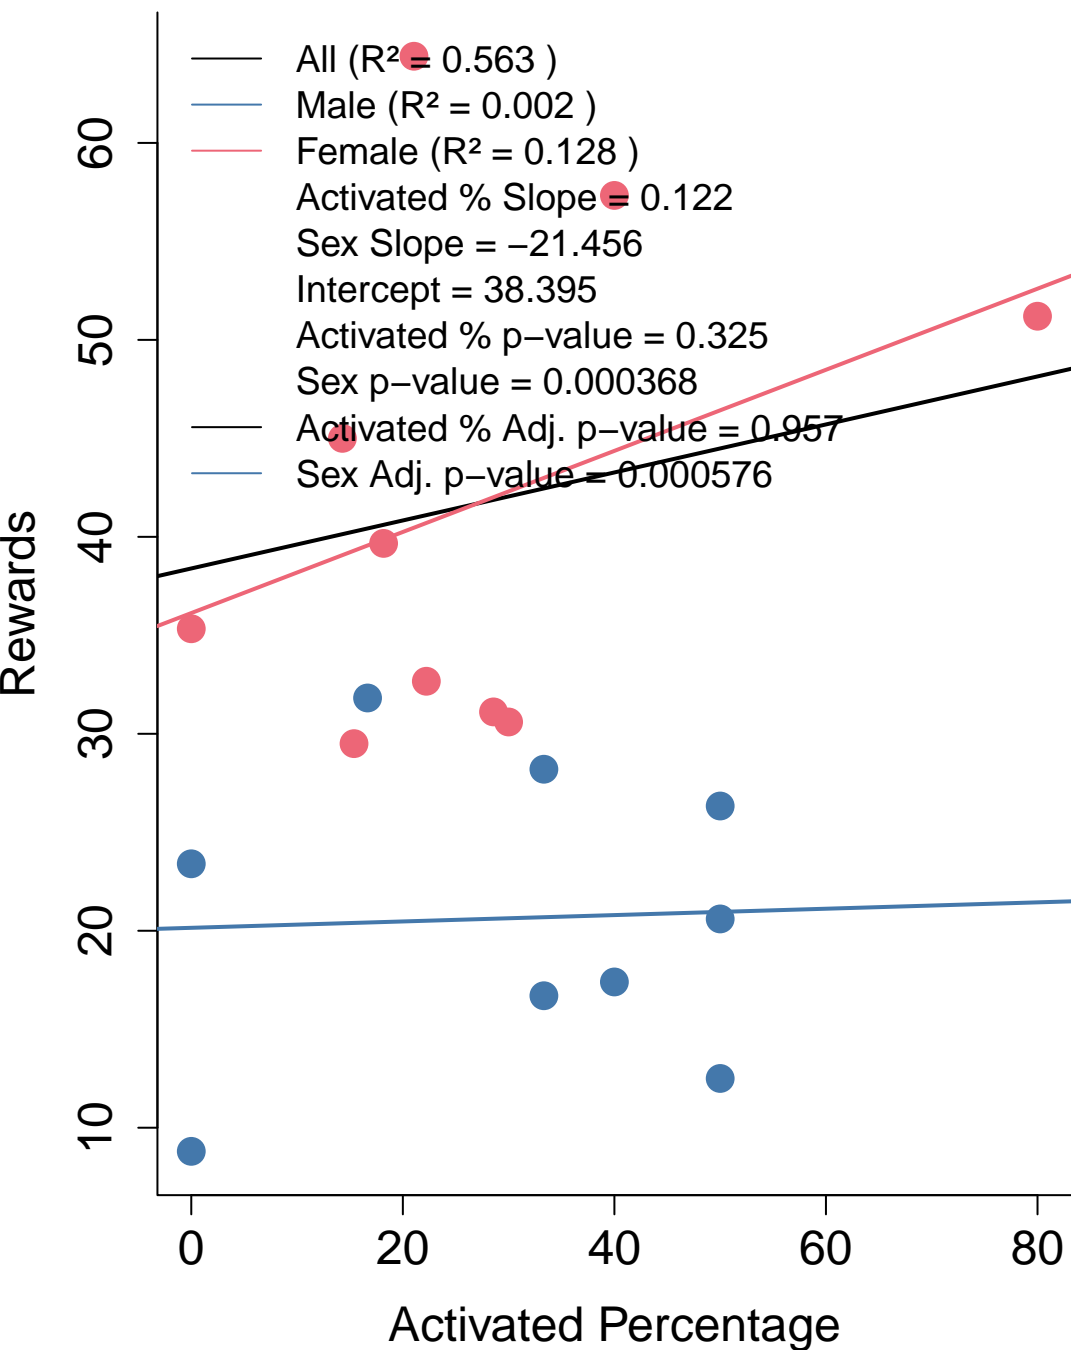 All (R² = 0.563 )
Male (R² = 0.002 )
Female (R² = 0.128 )
Activated % Slope = 0.122
Sex Slope = −21.456
Intercept = 38.395
Activated % p−value = 0.325
Sex p−value = 0.000368
Activated % Adj. p−value = 0.957
Sex Adj. p−value = 0.000576
Rewards
60
50
40
30
20
10
0 20 40 60 80
Activated Percentage